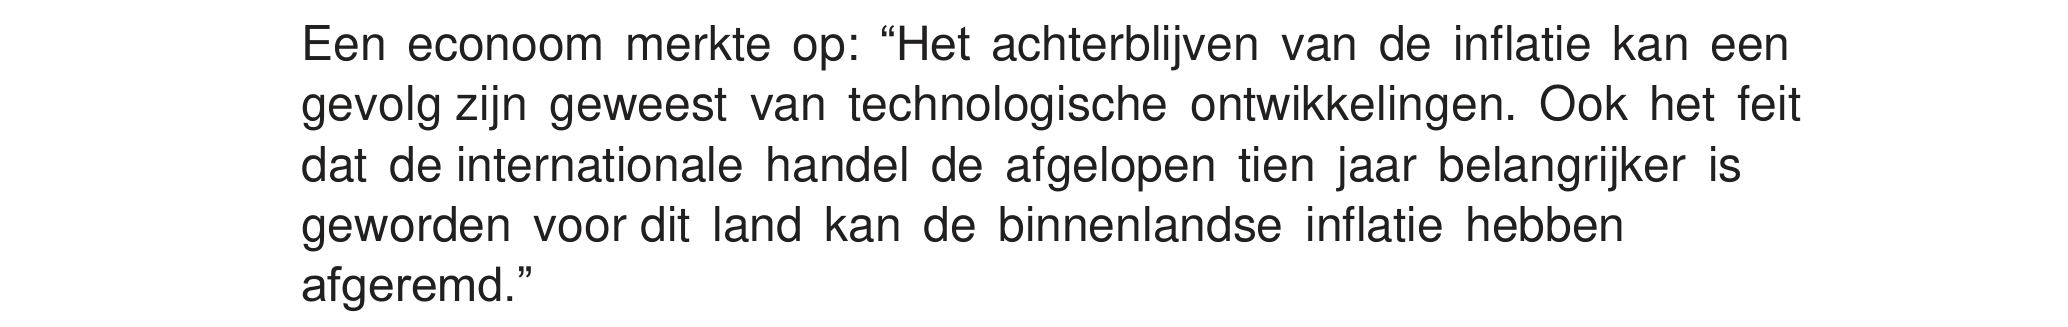 Een econoom merkte op: “Het achterblijven van de inflatie kan een
gevolg zijn geweest van technologische ontwikkelingen. Ook het feit
dat de internationale handel de afgelopen tien jaar belangrijker is
geworden voor dit land kan de binnenlandse inflatie hebben
afgeremd.”